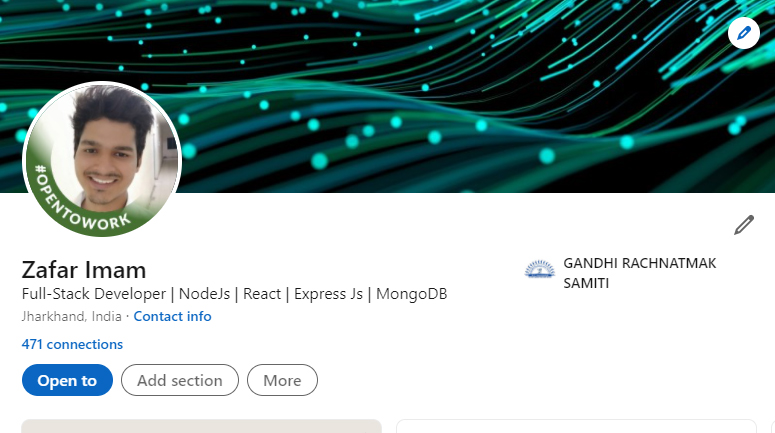 #OPENTOWORK
Zafar Imam
Full-Stack Developer | NodeJs | React | Express Js | MongoDB
Jharkhand, India · Contact info
471 connections
Open to
Add section
More
GANDHI RACHNATMAK
SAMITI